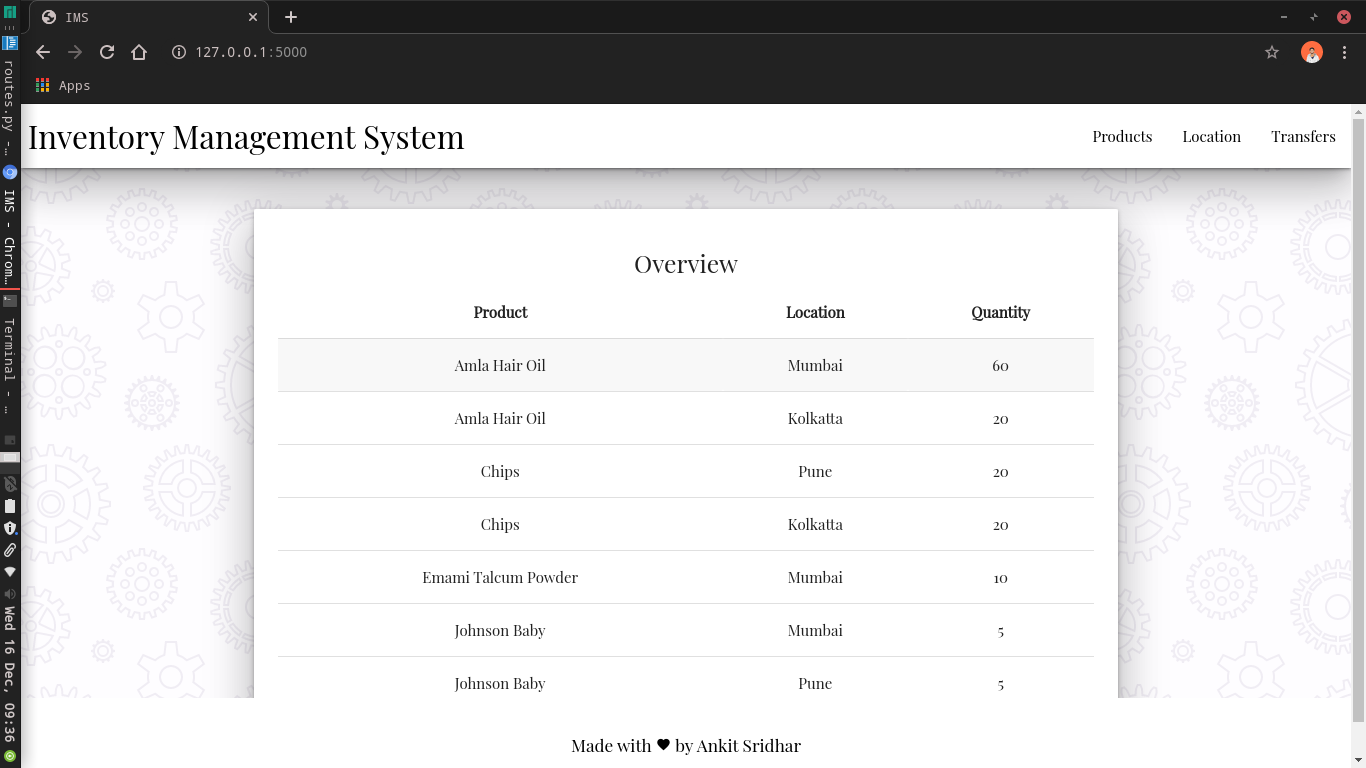 IMS
127.0.0.1:5000
Apps
routes.py -…
IMS - Chrom…
Terminal - …
Wed 16 Dec, 09:36
Inventory Management System
Products Location Transfers
Overview
Product Location Quantity
Amla Hair Oil Mumbai 60
Amla Hair Oil Kolkatta 20
Chips Pune 20
Chips Kolkatta 20
Emami Talcum Powder Mumbai 10
Johnson Baby Mumbai 5
Johnson Baby Pune 5
Made with ♥ by Ankit Sridhar